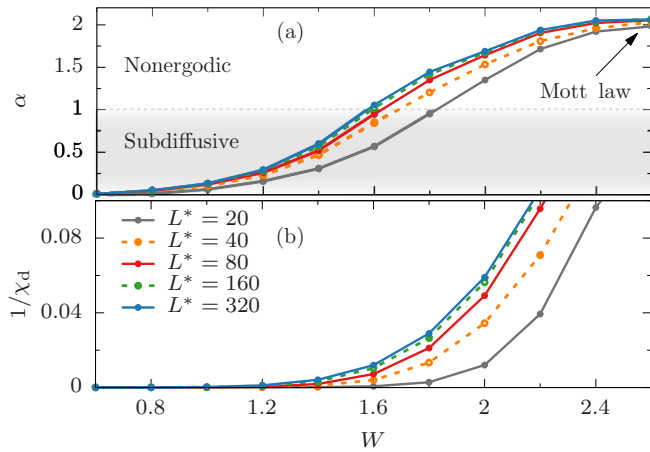 2
(a)
1.5
Nonergodic
α
Mott law
1
Subdiffusive
0.5
0
0.08
L* = 20
(b)
L* = 40
1/χd
L* = 80
0.04
L* = 160
L* = 320
0
0.8
1.2
1.6
2
2.4
W